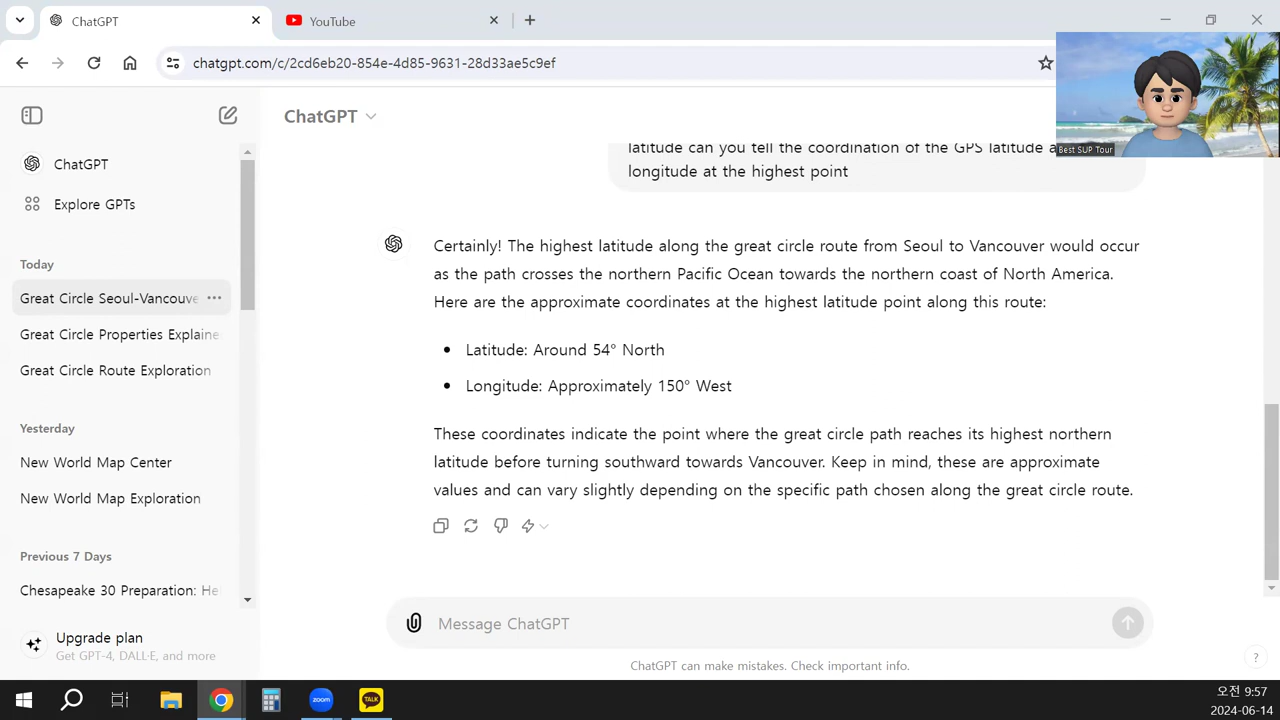 ChatGPT
YouTube
chatgpt.com/c/2cd6eb20-854e-4d85-9631-28d33ae5c9ef
Best SUP Tour
ChatGPT
ChatGPT
Explore GPTs
Today
Great Circle Seoul-Vancouve
Great Circle Properties Explaine
Great Circle Route Exploration
Yesterday
New World Map Center
New World Map Exploration
Previous 7 Days
Chesapeake 30 Preparation: He
Upgrade plan
Get GPT-4, DALL·E, and more
latitude can you tell the coordination of the GPS latitude a
longitude at the highest point
Certainly! The highest latitude along the great circle route from Seoul to Vancouver would occur
as the path crosses the northern Pacific Ocean towards the northern coast of North America.
Here are the approximate coordinates at the highest latitude point along this route:
• Latitude: Around 54° North
• Longitude: Approximately 150° West
These coordinates indicate the point where the great circle path reaches its highest northern
latitude before turning southward towards Vancouver. Keep in mind, these are approximate
values and can vary slightly depending on the specific path chosen along the great circle route.
Message ChatGPT
ChatGPT can make mistakes. Check important info.
?
zoom
TALK
오전 9:57
2024-06-14